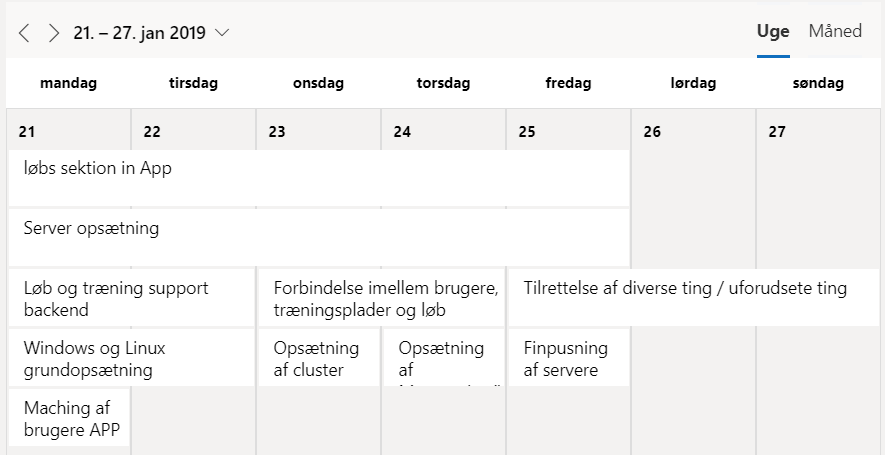 21. – 27. jan 2019
Uge Måned
mandag tirsdag onsdag torsdag fredag lørdag søndag
21 22 23 24 25 26 27
løbs sektion in App
Server opsætning
Løb og træning support
backend
Forbindelse imellem brugere,
træningsplader og løb
Tilrettelse af diverse ting / uforudsete ting
Windows og Linux
grundopsætning
Opsætning
af cluster
Opsætning
af
Finpusning
af servere
Maching af
brugere APP